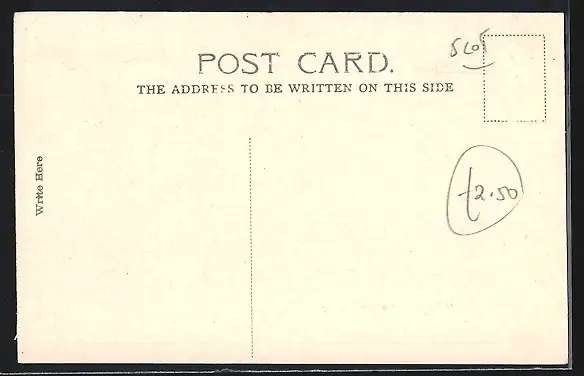 POST CARD.
THE ADDRESS TO BE WRITTEN ON THIS SIDE
Write Here
£2.50